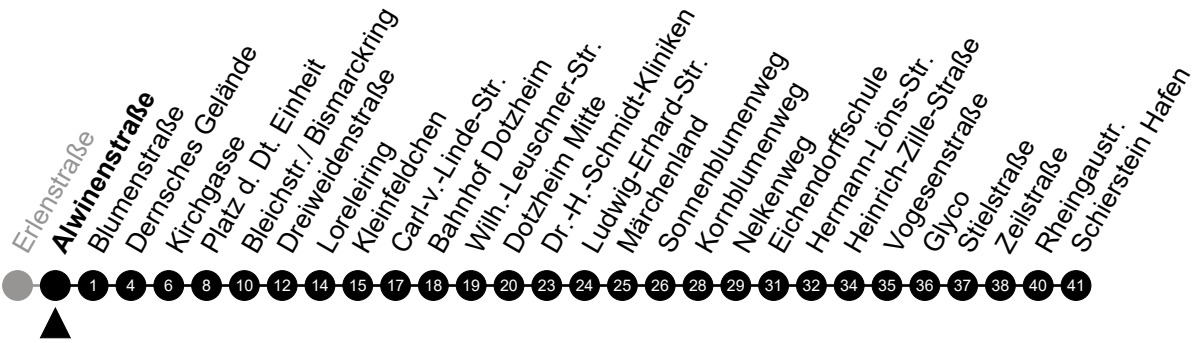 Erlenstraße
Alwinenstraße
Blumenstraße
Dernsches Gelände
Kirchgasse
Platz d. Dt. Einheit
Bleichstr./ Bismarckring
Dreiweidenstraße
Loreleiring
Kleinfeldchen
Carl-v.-Linde-Str.
Bahnhof Dotzheim
Wilh.-Leuschner-Str.
Dotzheim Mitte
Dr.-H.-Schmidt-Kliniken
Ludwig-Erhard-Str.
Märchenland
Sonnenblumenweg
Kornblumenweg
Nelkenweg
Eichendorffschule
Hermann-Löns-Str.
Heinrich-Zille-Straße
Vogesenstraße
Glyco
Stielstraße
Zeilstraße
Rheingaustr.
Schierstein Hafen
1 4 6 8 10 12 14 15 17 18 19 20 23 24 25 26 28 29 31 32 34 35 36 37 38 40 41